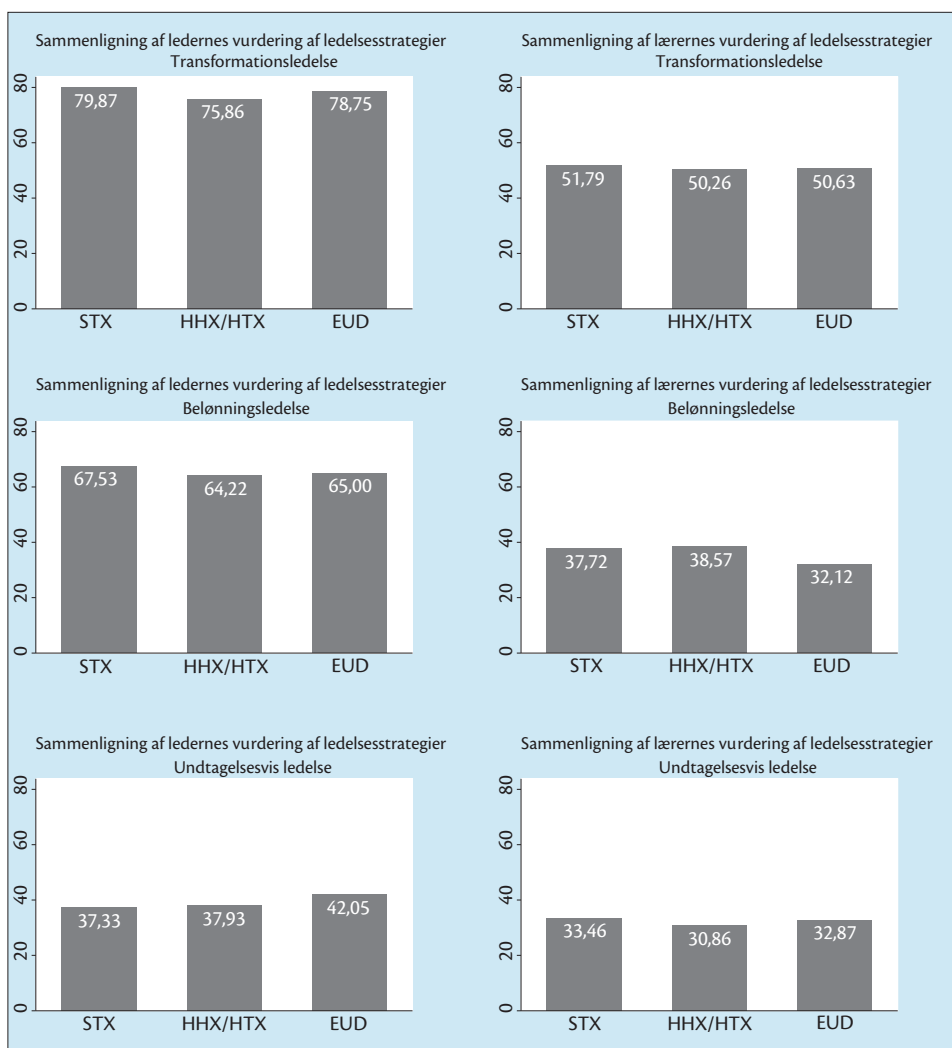 Sammenligning af ledernes vurdering af ledelsesstrategier
Transformationsledelse
80
60
40
20
0
79,87
75,86
78,75
STX
HHX/HTX
EUD
Sammenligning af lærernes vurdering af ledelsesstrategier
Transformationsledelse
80
60
40
20
0
51,79
50,26
50,63
STX
HHX/HTX
EUD
Sammenligning af ledernes vurdering af ledelsesstrategier
Belønningsledelse
80
60
40
20
0
67,53
64,22
65,00
STX
HHX/HTX
EUD
Sammenligning af lærernes vurdering af ledelsesstrategier
Belønningsledelse
80
60
40
20
0
37,72
38,57
32,12
STX
HHX/HTX
EUD
Sammenligning af ledernes vurdering af ledelsesstrategier
Undtagelsesvis ledelse
80
60
40
20
0
37,33
37,93
42,05
STX
HHX/HTX
EUD
Sammenligning af lærernes vurdering af ledelsesstrategier
Undtagelsesvis ledelse
80
60
40
20
0
33,46
30,86
32,87
STX
HHX/HTX
EUD